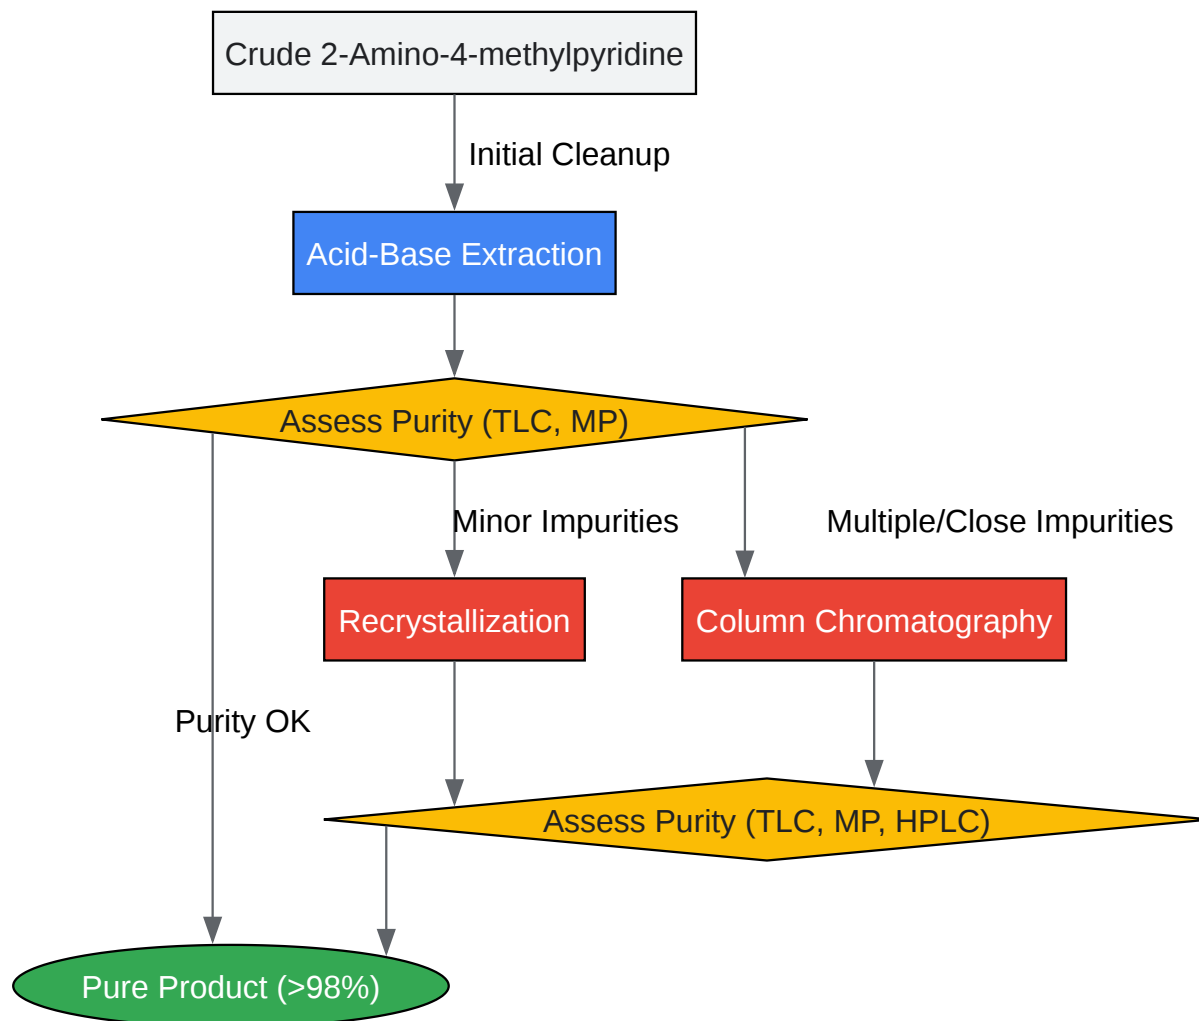 Crude 2-Amino-4-methylpyridine
Initial Cleanup
Acid-Base Extraction
Assess Purity (TLC, MP)
Minor Impurities
Multiple/Close Impurities
Recrystallization
Column Chromatography
Purity OK
Assess Purity (TLC, MP, HPLC)
Pure Product (>98%)